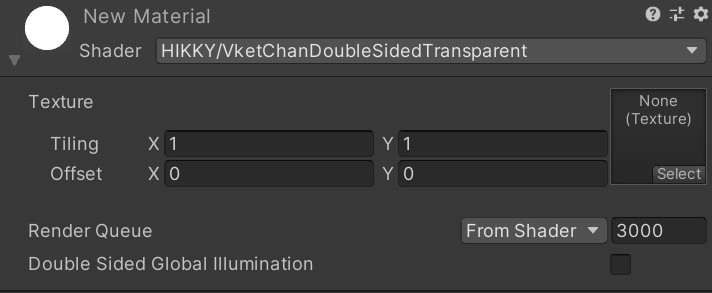 New Material
Shader HIKKY/VketChanDoubleSidedTransparent
Texture
None
(Texture)
Tiling X 1 Y 1
Offset X 0 Y 0
Select
Render Queue From Shader 3000
Double Sided Global Illumination